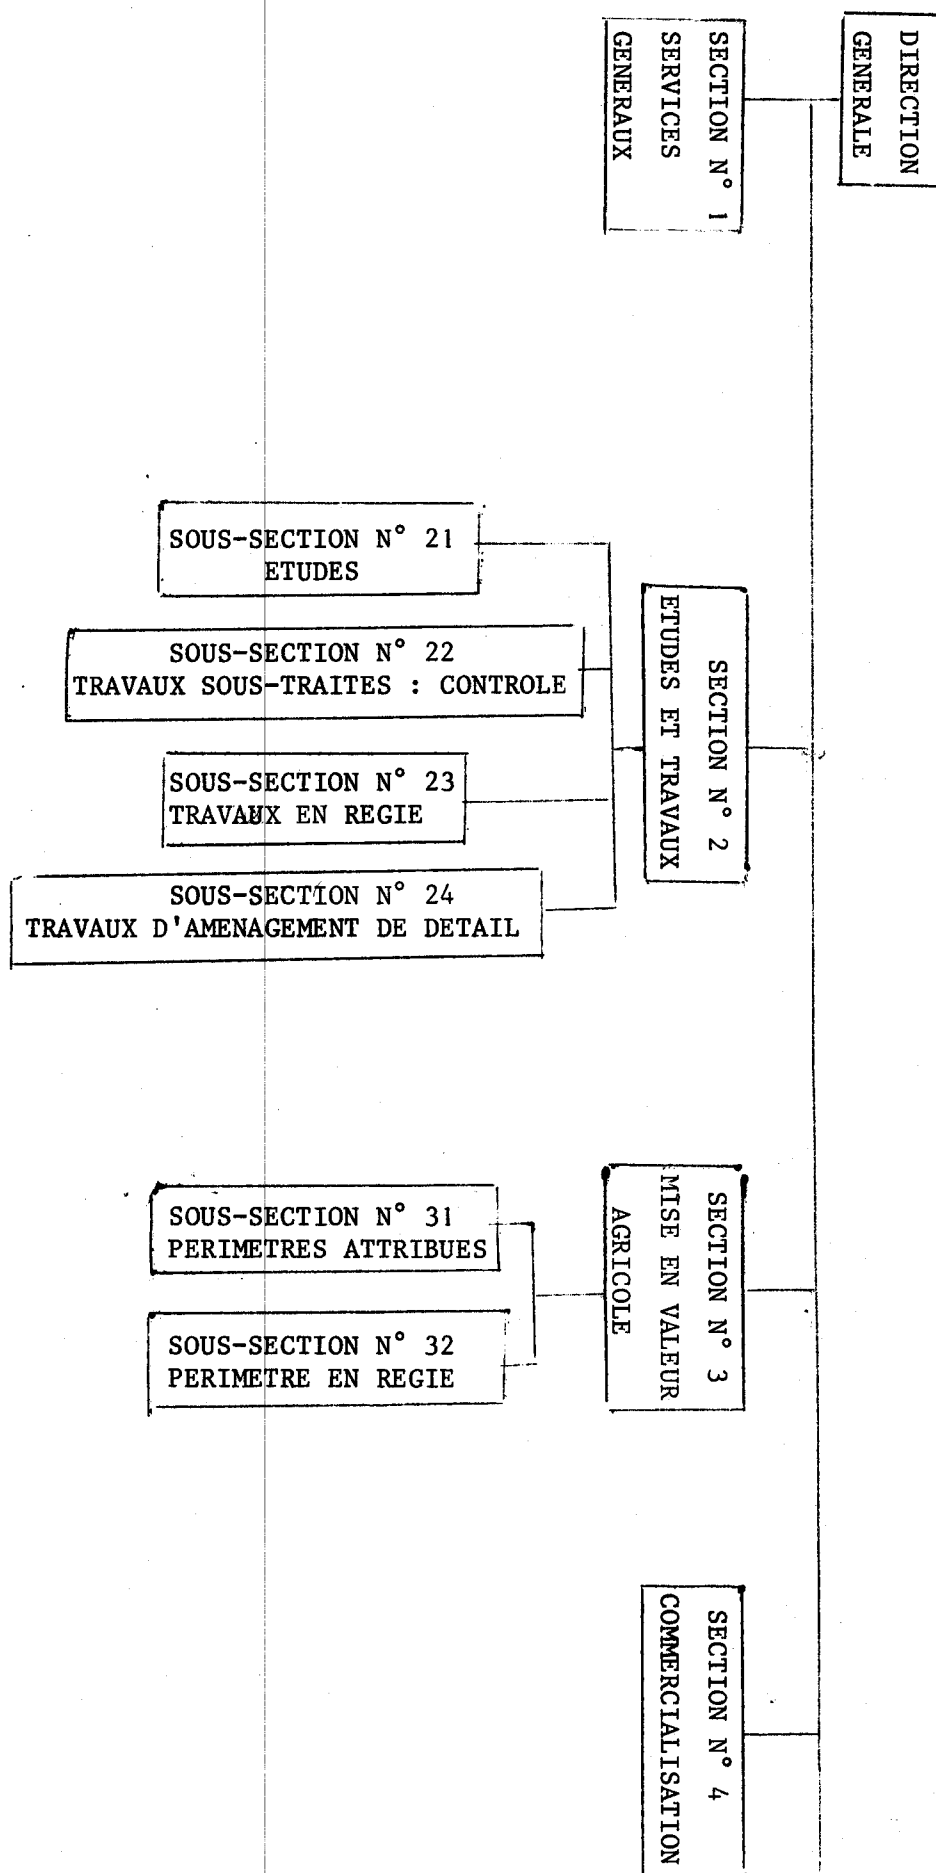 DIRECTION
GENERALE
SECTION N° 1
SERVICES
GENERAUX
SECTION N° 2
ETUDES ET TRAVAUX
SOUS-SECTION N° 21
ETUDES
SOUS-SECTION N° 22
TRAVAUX SOUS-TRAITES : CONTROLE
SOUS-SECTION N° 23
TRAVAUX EN REGIE
SOUS-SECTION N° 24
TRAVAUX D'AMENAGEMENT DE DETAIL
SECTION N° 3
MISE EN VALEUR
AGRICOLE
SOUS-SECTION N° 31
PERIMETRES ATTRIBUES
SOUS-SECTION N° 32
PERIMETRE EN REGIE
SECTION N° 4
COMMERCIALISATION